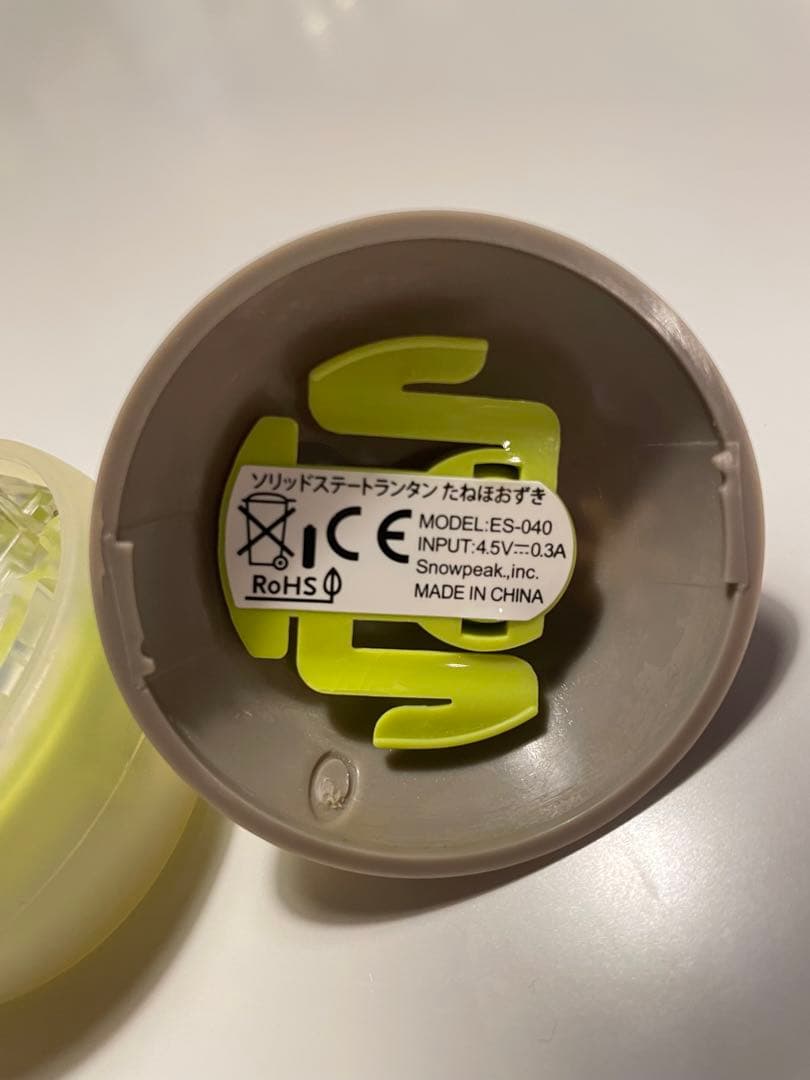 ソリッドステートランタン たねほおずき
CE
MODEL:ES-040
INPUT:4.5V⎓0.3A
Snowpeak.,inc.
MADE IN CHINA
RoHS